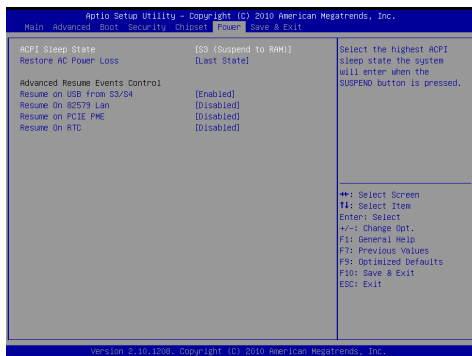 Aptio Setup Utility – Copyright (C) 2010 American Megatrends, Inc.
Main Advanced Boot Security Chipset Power Save & Exit
ACPI Sleep State [S3 (Suspend to RAM)]
Restore AC Power Loss [Last State]
Advanced Resume Events Control
Resume on USB from S3/S4 [Enabled]
Resume On 82579 Lan [Disabled]
Resume on PCIE PME [Disabled]
Resume On RTC [Disabled]
Select the highest ACPI
sleep state the system
will enter when the
SUSPEND button is pressed.
→←: Select Screen
↑↓: Select Item
Enter: Select
+/-: Change Opt.
F1: General Help
F7: Previous Values
F9: Optimized Defaults
F10: Save & Exit
ESC: Exit
Version 2.10.1208. Copyright (C) 2010 American Megatrends, Inc.